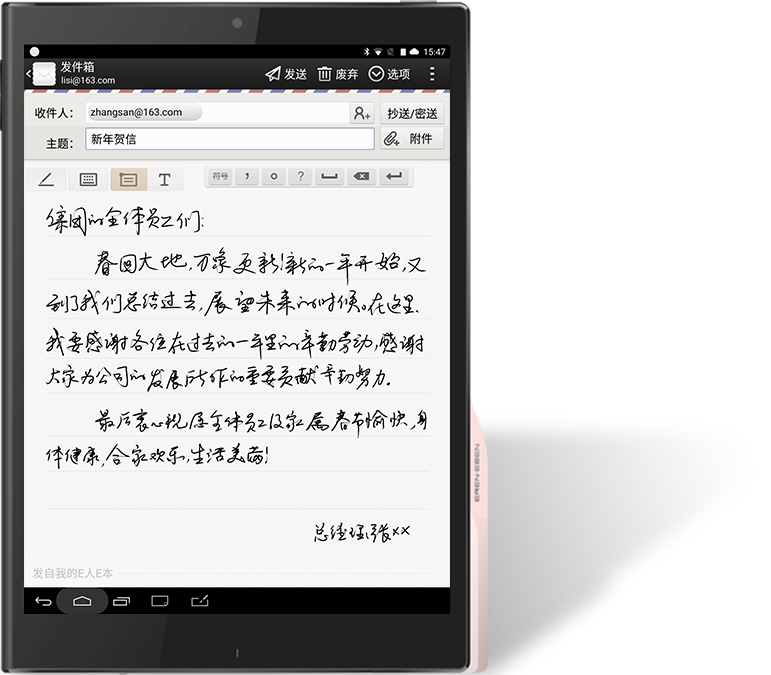 15:47
发件箱
lisi@163.com
发送 废弃 选项
收件人: zhangsan@163.com 抄送/密送
主题: 新年贺信 附件
T 符号 , 。 ?
集团的全体员工们:
春回大地,万象更新!新的一年开始,又
到了我们总结过去,展望未来的时候。在这里
我要感谢各位在过去的一年里的辛勤劳动,感谢
大家为公司的发展所作的重要贡献辛勤努力.
最后衷心祝愿全体员工及家属春节愉快,身
体健康,合家欢乐,生活美满!
总经理:张××
发自我的E人E本
EREN·EBEN